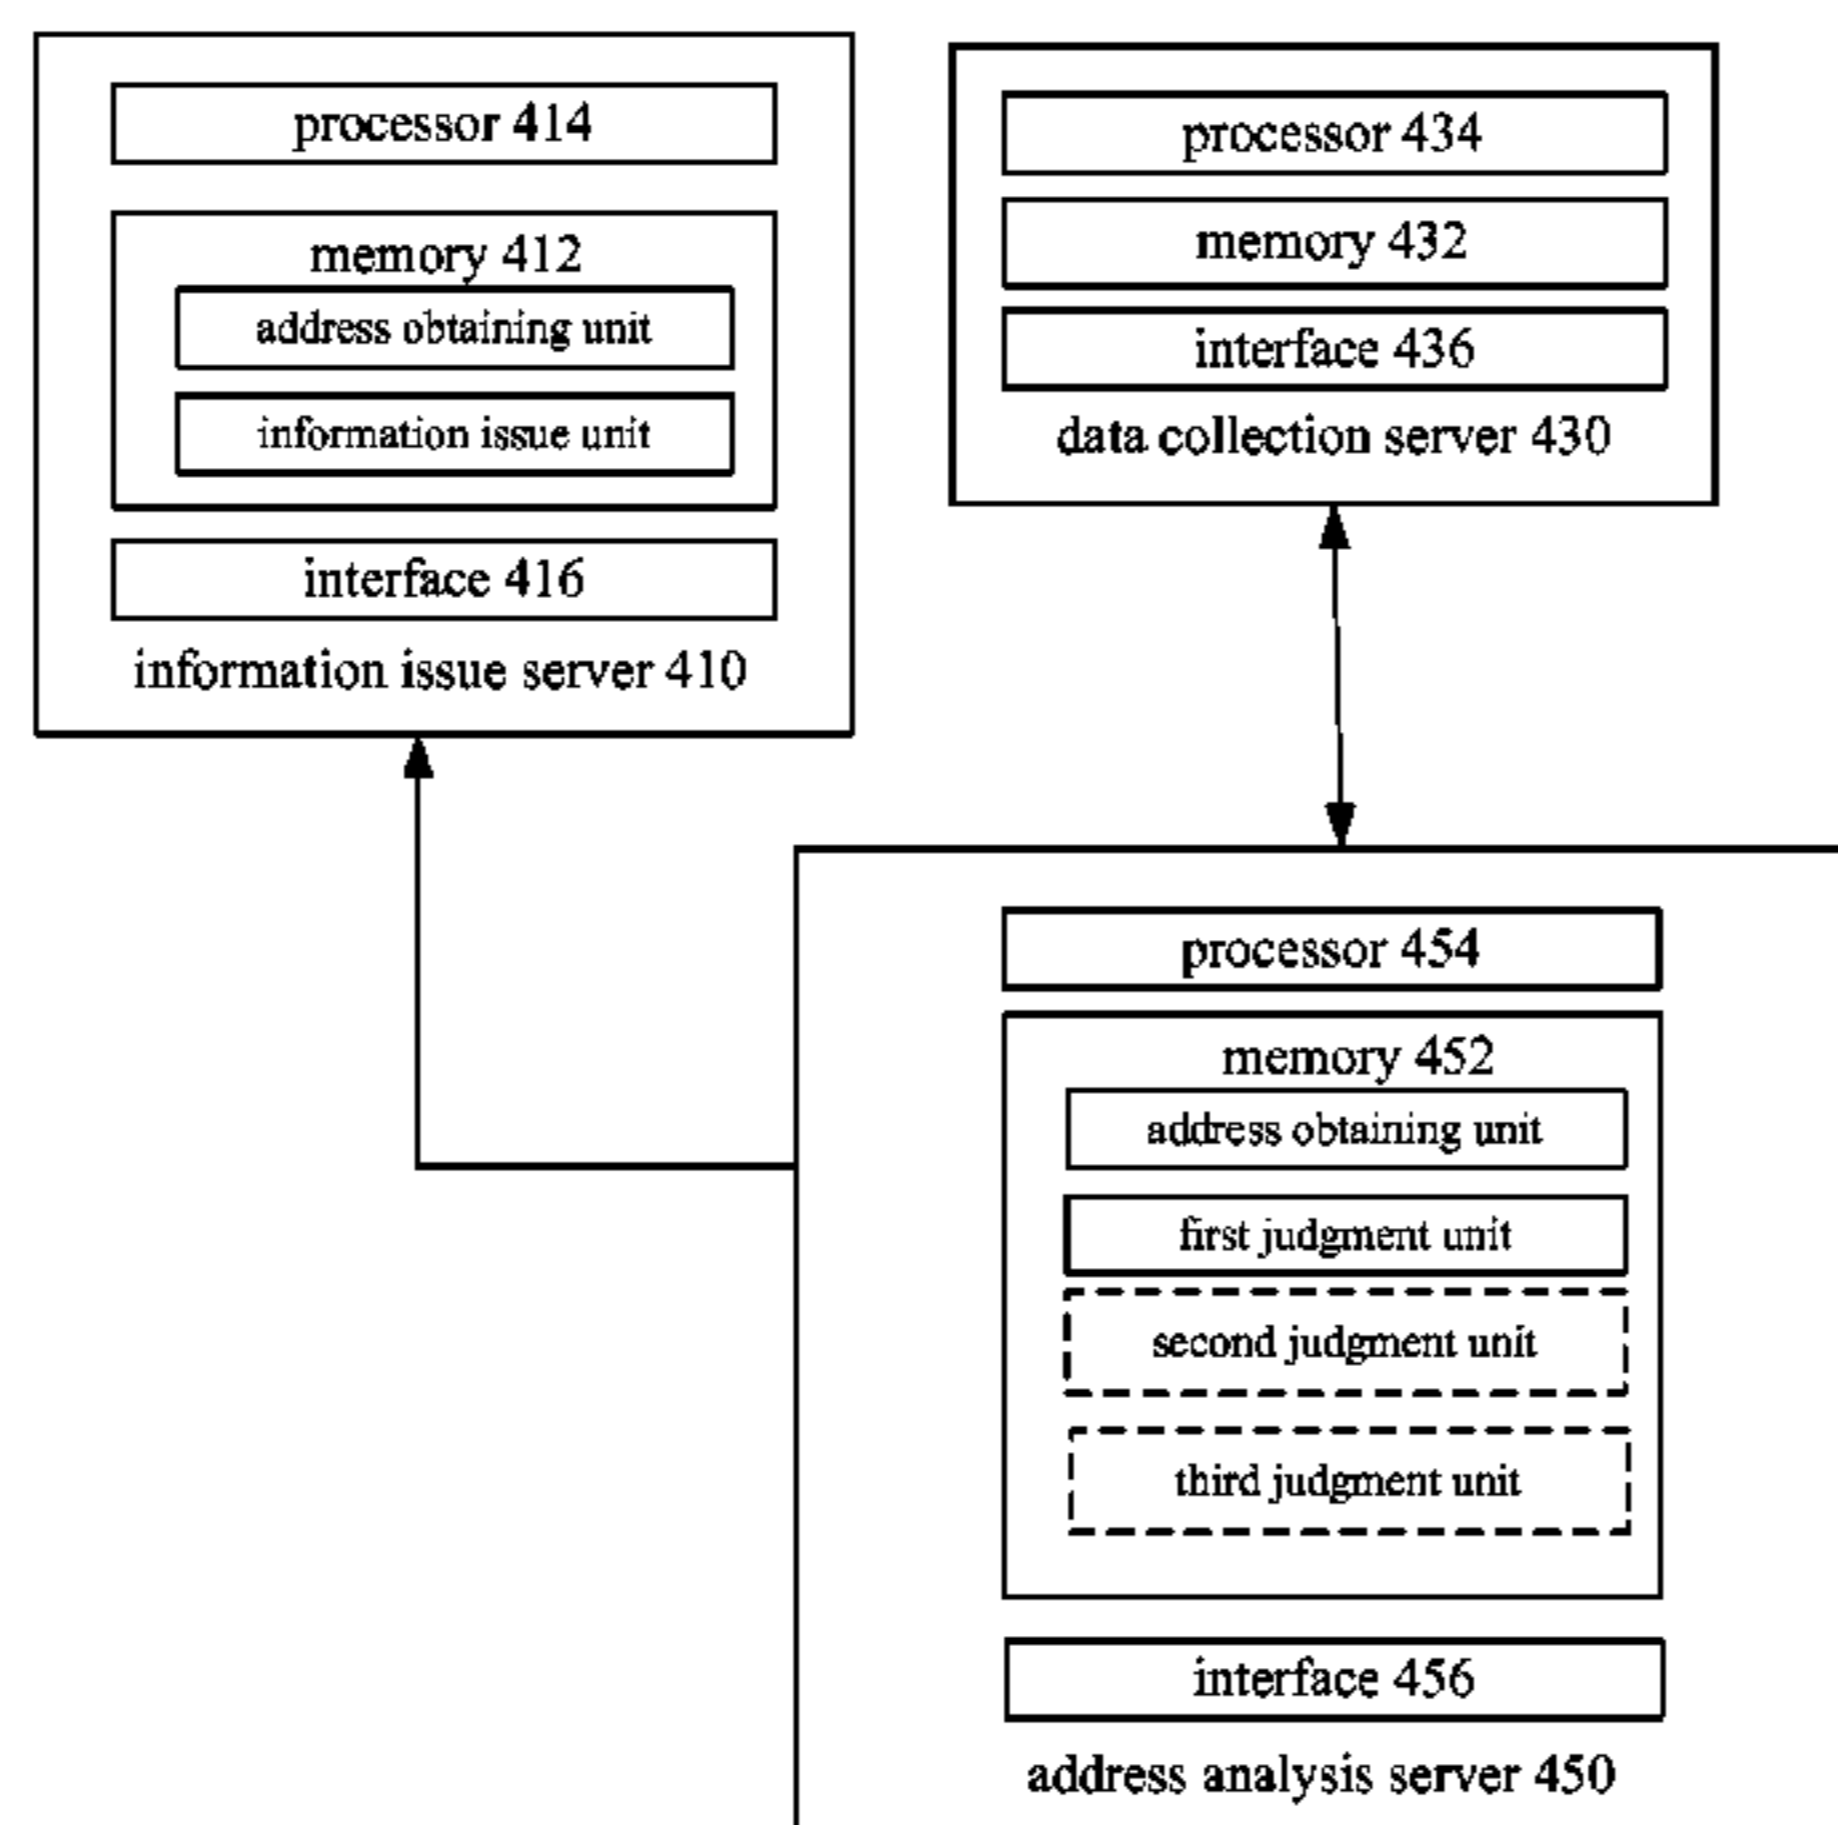 processor 414
memory 412
address obtaining unit
information issue unit
interface 416
information issue server 410
processor 434
memory 432
interface 436
data collection server 430
processor 454
memory 452
address obtaining unit
first judgment unit
second judgment unit
third judgment unit
interface 456
address analysis server 450